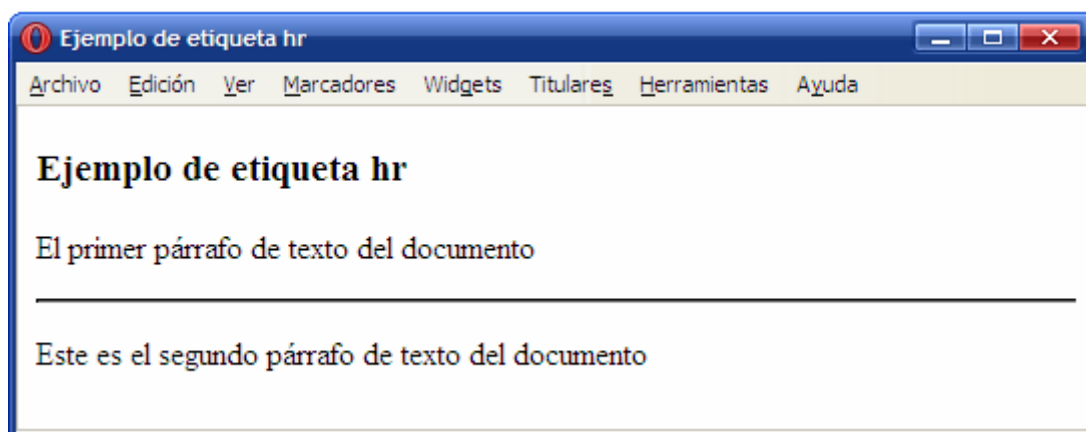 Ejemplo de etiqueta hr
Archivo Edición Ver Marcadores Widgets Titulares Herramientas Ayuda
Ejemplo de etiqueta hr
El primer párrafo de texto del documento
Este es el segundo párrafo de texto del documento